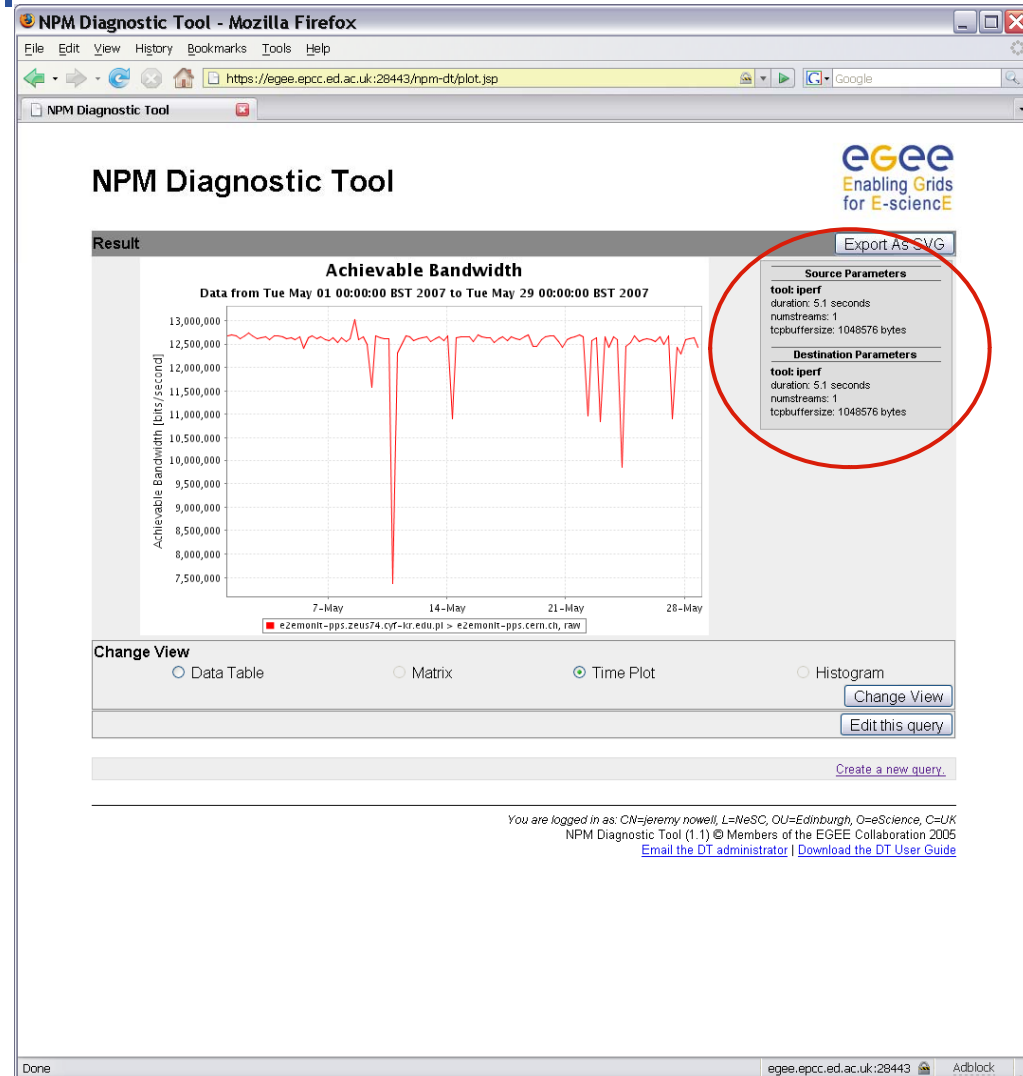 NPM Diagnostic Tool - Mozilla Firefox
File Edit View History Bookmarks Tools Help
https://egee.epcc.ed.ac.uk:28443/npm-dt/plot.jsp
Google
NPM Diagnostic Tool
NPM Diagnostic Tool
egee
Enabling Grids
for E-sciencE
Result
Export As SVG
Achievable Bandwidth
Data from Tue May 01 00:00:00 BST 2007 to Tue May 29 00:00:00 BST 2007
Achievable Bandwidth [bits/second]
13,000,000
12,500,000
12,000,000
11,500,000
11,000,000
10,500,000
10,000,000
9,500,000
9,000,000
8,500,000
8,000,000
7,500,000
7-May 14-May 21-May 28-May
e2emonit-pps.zeus74.cyf-kr.edu.pl > e2emonit-pps.cern.ch, raw
Source Parameters
tool: iperf
duration: 5.1 seconds
numstreams: 1
tcpbuffersize: 1048576 bytes
Destination Parameters
tool: iperf
duration: 5.1 seconds
numstreams: 1
tcpbuffersize: 1048576 bytes
Change View
Data Table Matrix Time Plot Histogram
Change View
Edit this query
Create a new query.
You are logged in as: CN=jeremy nowell, L=NeSC, OU=Edinburgh, O=eScience, C=UK
NPM Diagnostic Tool (1.1) © Members of the EGEE Collaboration 2005
Email the DT administrator | Download the DT User Guide
Done
egee.epcc.ed.ac.uk:28443 Adblock